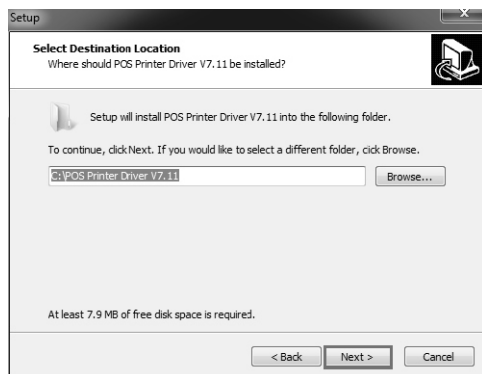 Setup
Select Destination Location
Where should POS Printer Driver V7.11 be installed?
Setup will install POS Printer Driver V7.11 into the following folder.
To continue, click Next. If you would like to select a different folder, click Browse.
C:\POS Printer Driver V7.11
Browse...
At least 7.9 MB of free disk space is required.
< Back
Next >
Cancel